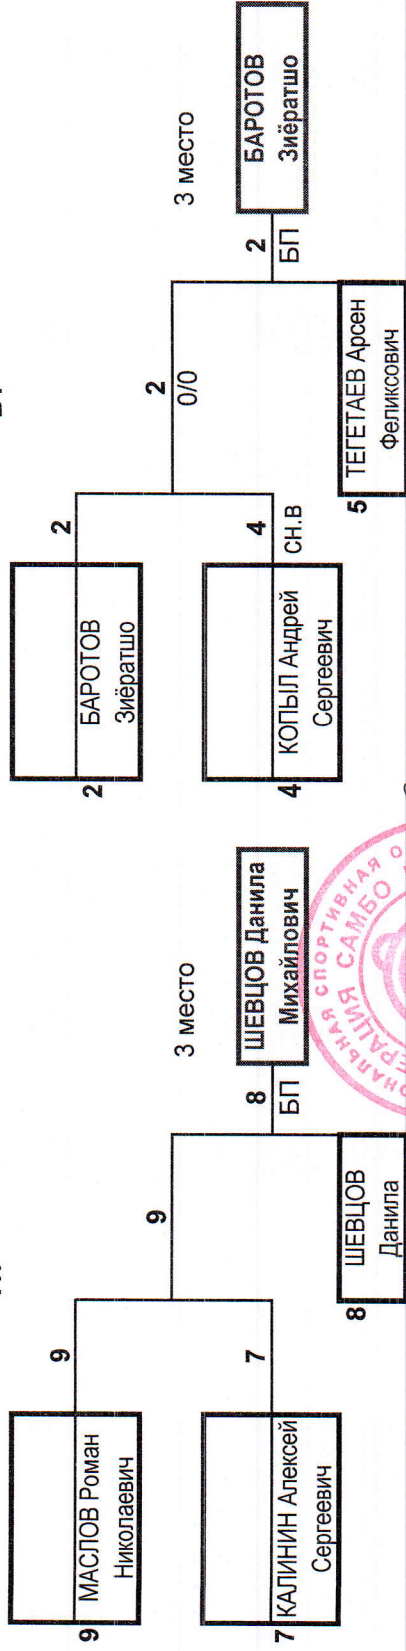 9
МАСЛОВ Роман
Николаевич
9
7
КАЛИНИН Алексей
Сергеевич
7
9
8
ШЕВЦОВ
Данила
8
БП
3 место
ШЕВЦОВ Данила
Михайлович
СПОРТИВНАЯ
САМБО
2
БАРОТОВ
Зиёратшо
2
4
КОПЫЛ Андрей
Сергеевич
4
СН.В
2
0/0
5
ТЕГЕТАЕВ Арсен
Феликсович
2
БП
3 место
БАРОТОВ
Зиёратшо